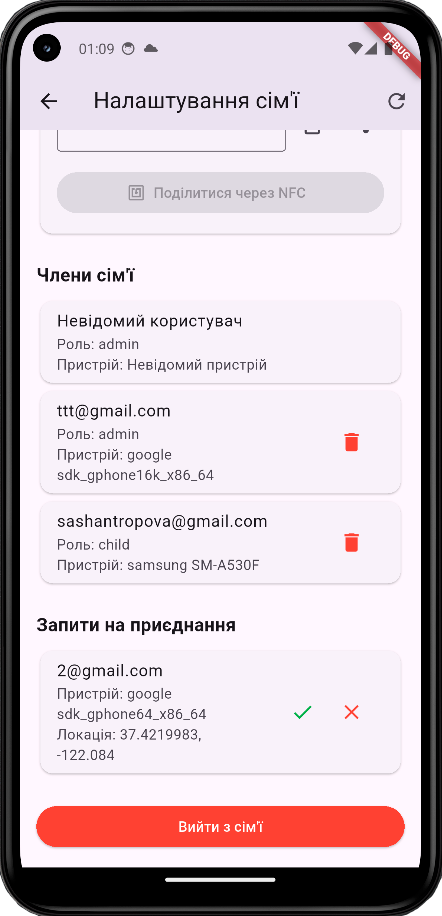 01:09
DEBUG
Налаштування сім'ї
Поділитися через NFC
Члени сім'ї
Невідомий користувач
Роль: admin
Пристрій: Невідомий пристрій
ttt@gmail.com
Роль: admin
Пристрій: google
sdk_gphone16k_x86_64
sashantropova@gmail.com
Роль: child
Пристрій: samsung SM-A530F
Запити на приєднання
2@gmail.com
Пристрій: google
sdk_gphone64_x86_64
Локація: 37.4219983,
-122.084
Вийти з сім'ї